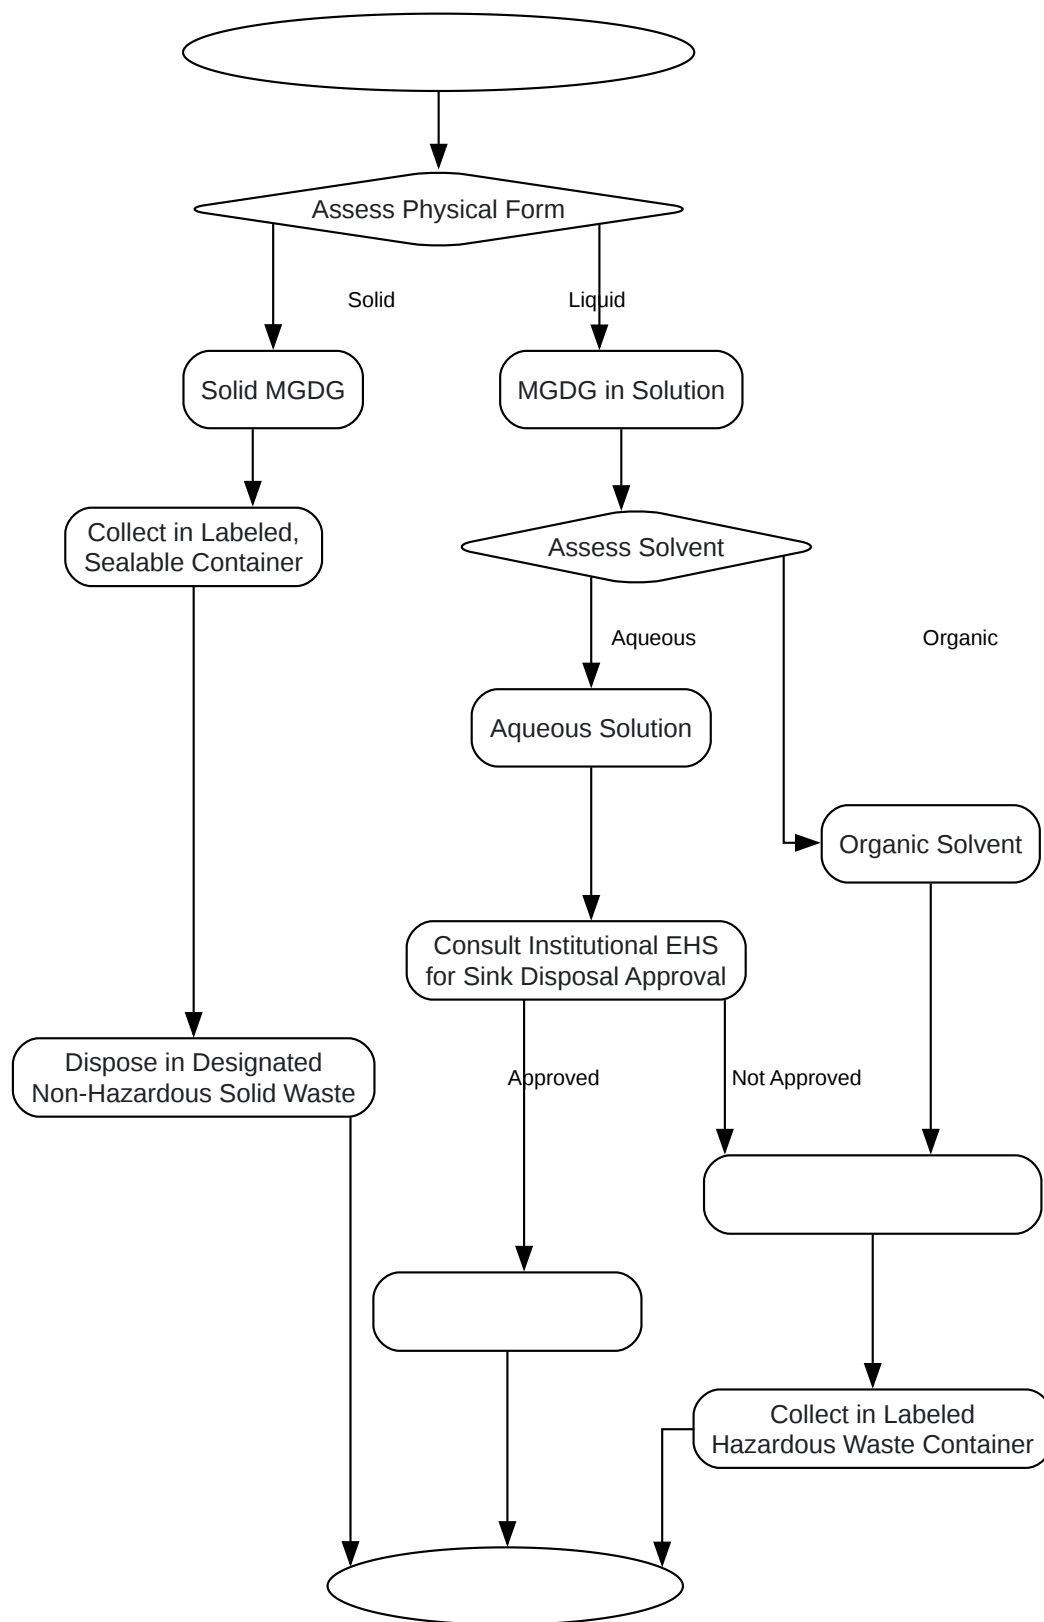 Assess Physical Form
Solid
Liquid
Solid MGDG
MGDG in Solution
Collect in Labeled,
Sealable Container
Assess Solvent
Aqueous
Organic
Aqueous Solution
Organic Solvent
Consult Institutional EHS
for Sink Disposal Approval
Dispose in Designated
Non-Hazardous Solid Waste
Approved
Not Approved
Collect in Labeled
Hazardous Waste Container